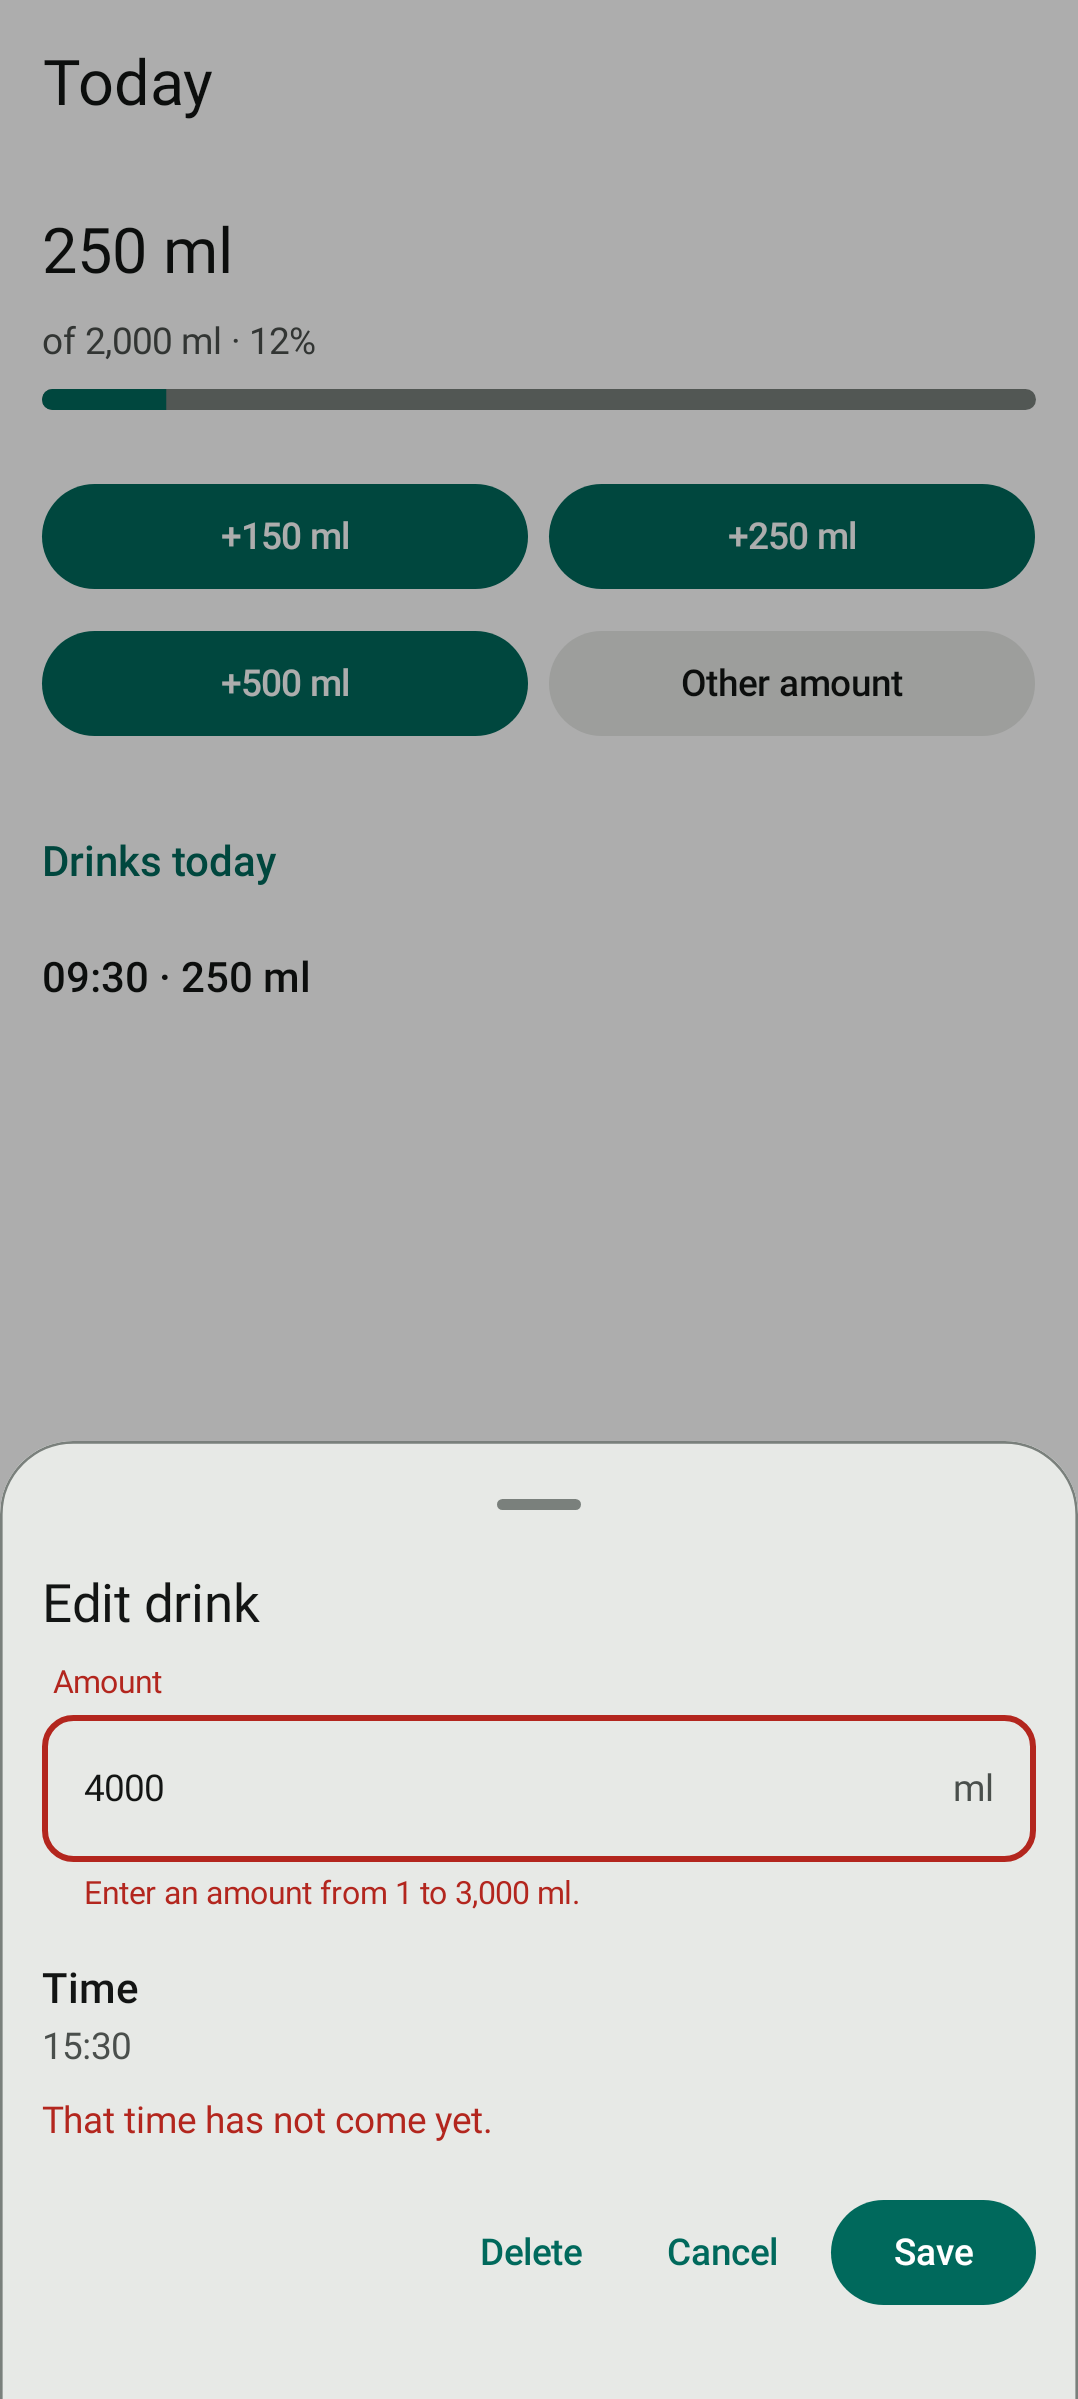 Today
250 ml
of 2,000 ml · 12%
+150 ml
+250 ml
+500 ml
Other amount
Drinks today
09:30 · 250 ml
Edit drink
Amount
4000 ml
Enter an amount from 1 to 3,000 ml.
Time
15:30
That time has not come yet.
Delete
Cancel
Save